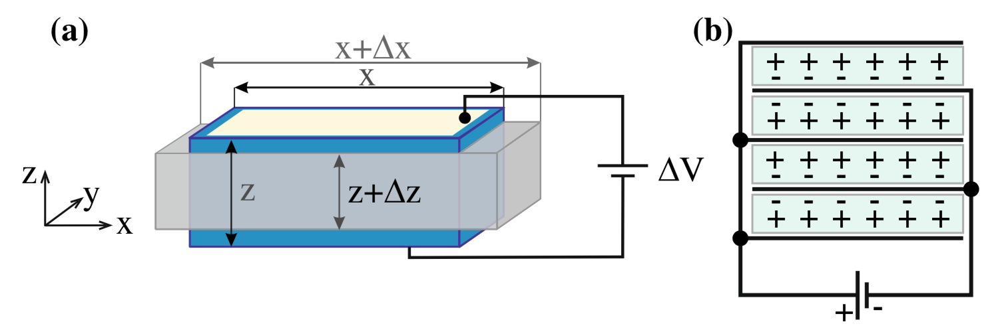 (a)
x+Δx
x
z
z+Δz
ΔV
z
y
x
(b)
+ + + + + +
- - - - - -
- - - - - -
+ + + + + +
+ + + + + +
- - - - - -
- - - - - -
+ + + + + +
+ -